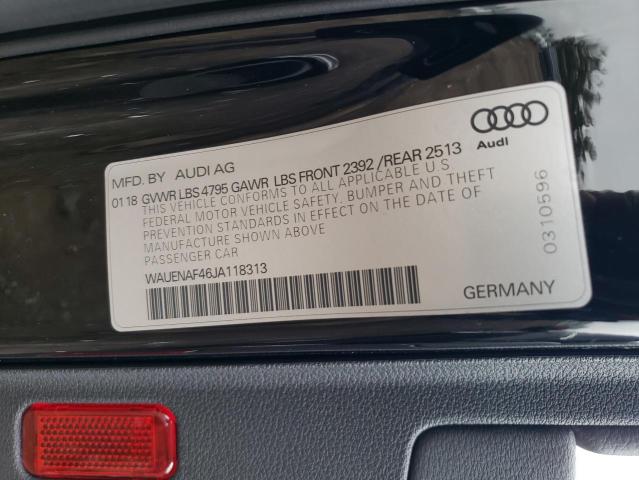 Audi
MFD. BY AUDI AG
01 18 GVWR LBS 4795 GAWR LBS FRONT 2392 /REAR 2513
THIS VEHICLE CONFORMS TO ALL APPLICABLE U.S
FEDERAL MOTOR VEHICLE SAFETY. BUMPER AND THEFT
PREVENTION STANDARDS IN EFFECT ON THE DATE OF
MANUFACTURE SHOWN ABOVE
PASSENGER CAR
WAUENAF46JA118313
GERMANY
0310596